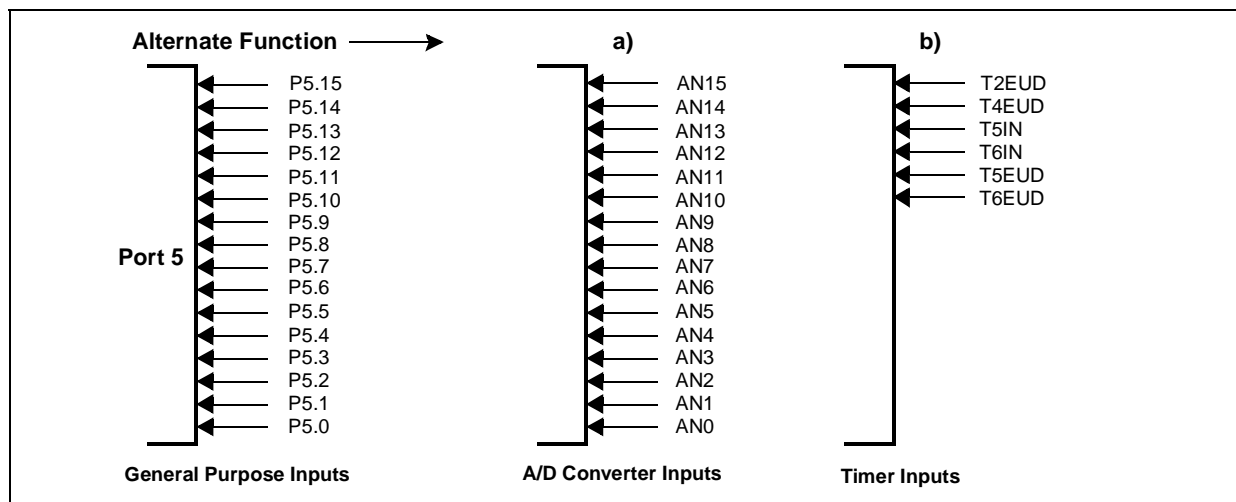 Alternate Function a) b)
P5.15 AN15 T2EUD
P5.14 AN14 T4EUD
P5.13 AN13 T5IN
P5.12 AN12 T6IN
P5.11 AN11 T5EUD
P5.10 AN10 T6EUD
P5.9 AN9
P5.8 AN8
Port 5
P5.7 AN7
P5.6 AN6
P5.5 AN5
P5.4 AN4
P5.3 AN3
P5.2 AN2
P5.1 AN1
P5.0 AN0
General Purpose Inputs A/D Converter Inputs Timer Inputs